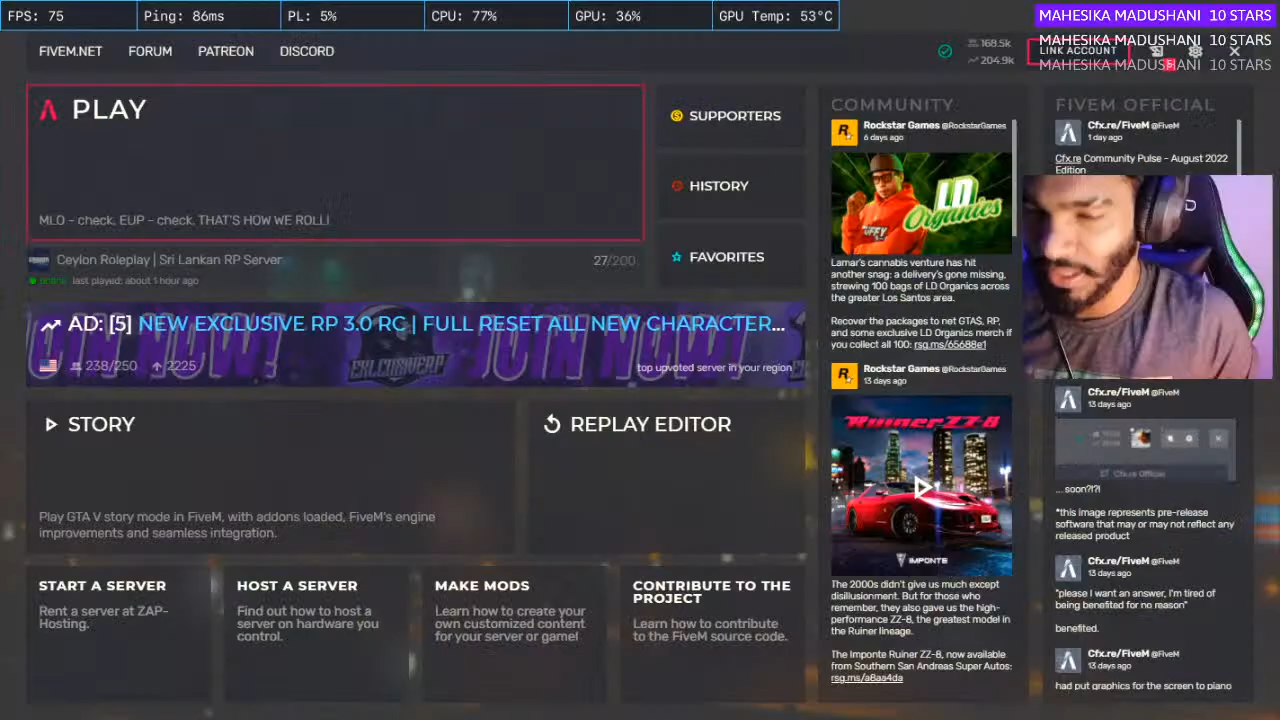 FPS: 75
Ping: 86ms
PL: 5%
CPU: 77%
GPU: 36%
GPU Temp: 53°C
MAHESIKA MADUSHANI 10 STARS
MAHESIKA MADUSHANI 10 STARS
MAHESIKA MADUSHANI 10 STARS
FIVEM.NET
FORUM
PATREON
DISCORD
168.5k
204.9k
LINK ACCOUNT
PLAY
MLO - check. EUP - check. THAT'S HOW WE ROLL!
Ceylon Roleplay | Sri Lankan RP Server
27/200
last played: about 1 hour ago
SUPPORTERS
HISTORY
FAVORITES
AD: [5] NEW EXCLUSIVE RP 3.0 RC | FULL RESET ALL NEW CHARACTER...
JOIN NOW!
EXLCUSIVERP
JOIN NOW!
238/250
2225
top upvoted server in your region
STORY
Play GTA V story mode in FiveM, with addons loaded, FiveM's engine
improvements and seamless integration.
REPLAY EDITOR
START A SERVER
Rent a server at ZAP-
Hosting.
HOST A SERVER
Find out how to host a
server on hardware you
control.
MAKE MODS
Learn how to create your
own customized content
for your server or game!
CONTRIBUTE TO THE
PROJECT
Learn how to contribute
to the FiveM source code.
COMMUNITY
Rockstar Games @RockstarGames
6 days ago
LD
Organics
Lamar's cannabis venture has hit
another snag: a delivery's gone missing,
strewing 100 bags of LD Organics across
the greater Los Santos area.
Recover the packages to net GTA$, RP,
and some exclusive LD Organics merch if
you collect all 100: rsg.ms/65688e1
Rockstar Games @RockstarGames
13 days ago
Ruiner ZZ-8
IMPONTE
The 2000s didn't give us much except
disillusionment. But for those who
remember, they also gave us the high-
performance ZZ-8, the greatest model in
the Ruiner lineage.
The Imponte Ruiner ZZ-8, now available
from Southern San Andreas Super Autos:
rsg.ms/a8aa4da
FIVEM OFFICIAL
Cfx.re/FiveM @FiveM
1 day ago
Cfx.re Community Pulse - August 2022
Edition
Cfx.re/FiveM @FiveM
13 days ago
Cfx.re Official
... soon?!?!
*this image represents pre-release
software that may or may not reflect any
released product
Cfx.re/FiveM @FiveM
13 days ago
"please I want an answer, I'm tired of
being benefited for no reason"
benefited.
Cfx.re/FiveM @FiveM
13 days ago
had put graphics for the screen to piano